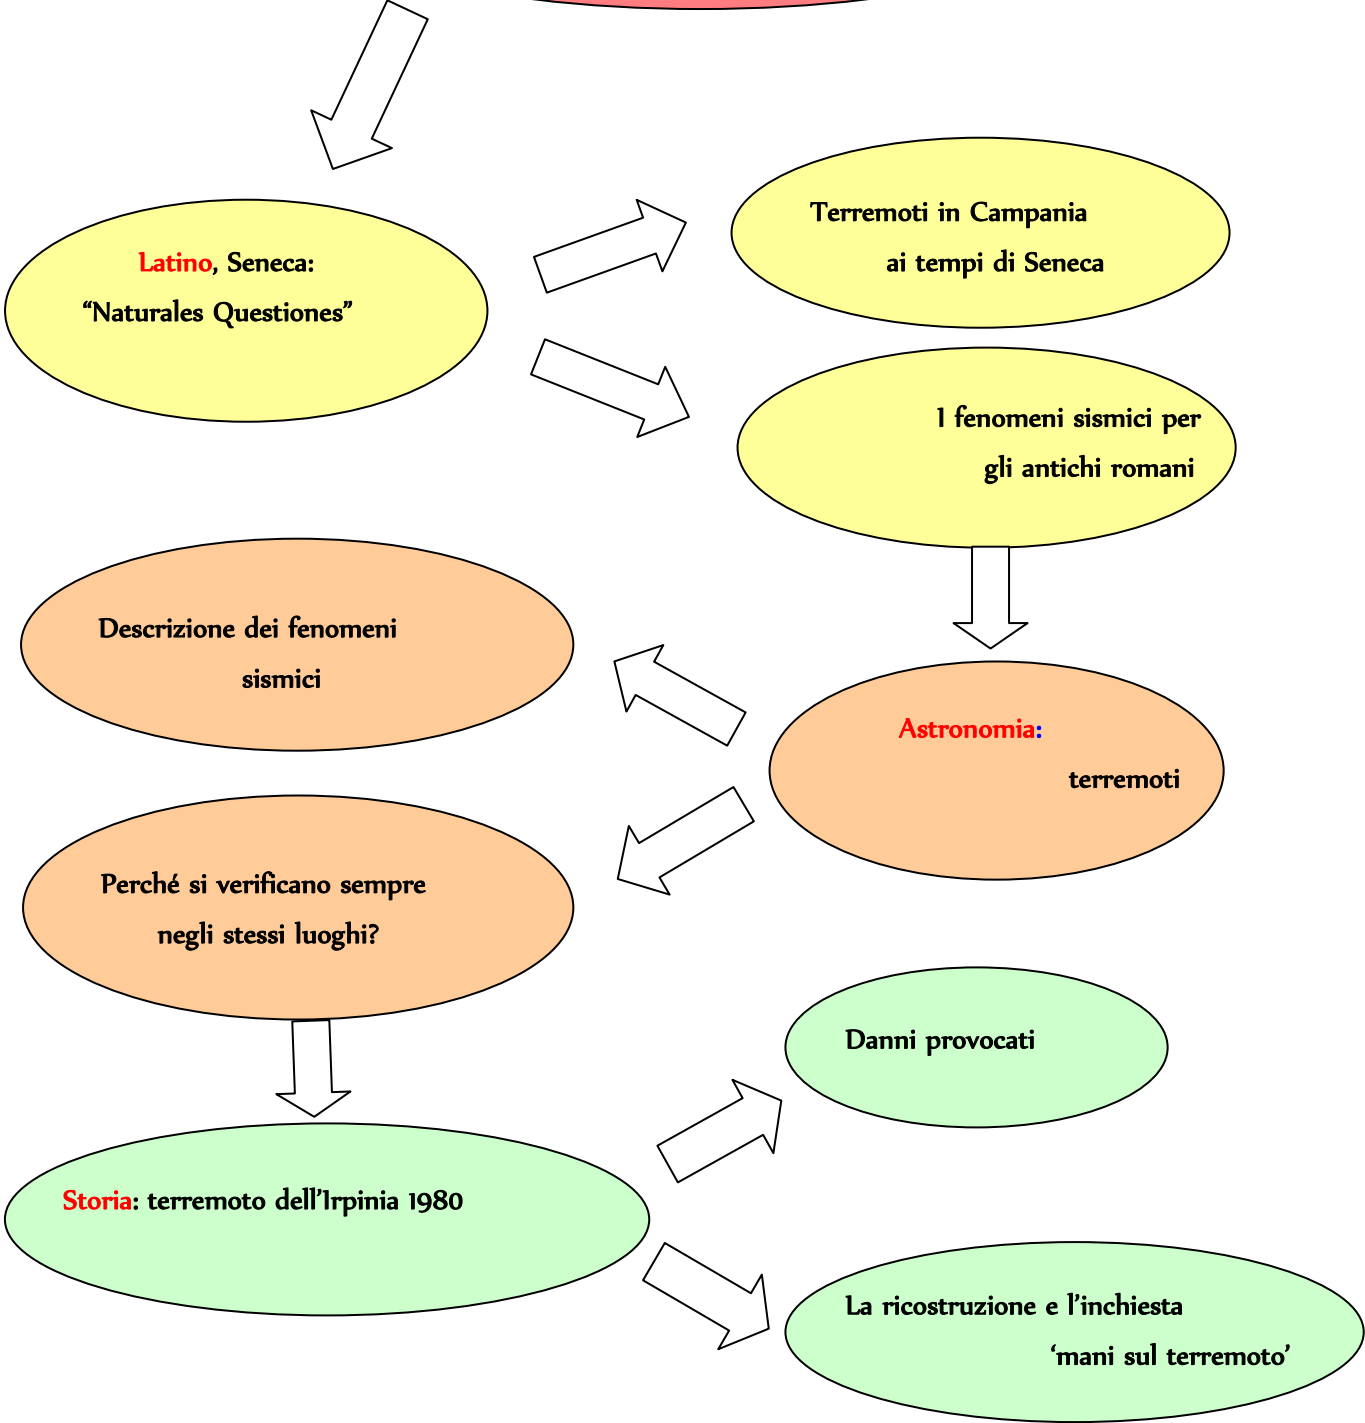 Latino, Seneca:
“Naturales Questiones”
Terremoti in Campania
ai tempi di Seneca
I fenomeni sismici per
gli antichi romani
Descrizione dei fenomeni
sismici
Astronomia:
terremoti
Perché si verificano sempre
negli stessi luoghi?
Danni provocati
Storia: terremoto dell’Irpinia 1980
La ricostruzione e l’inchiesta
‘mani sul terremoto’